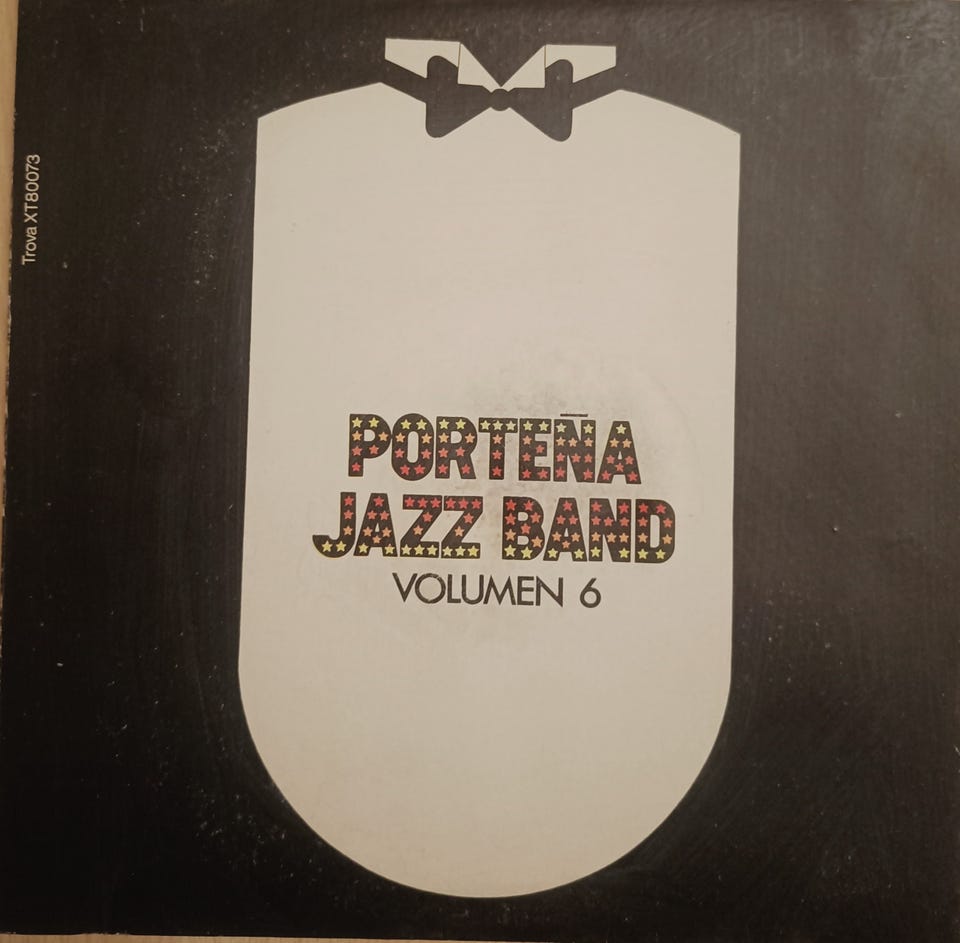 Trova XT80073
PORTEÑA
JAZZ BAND
VOLUMEN 6